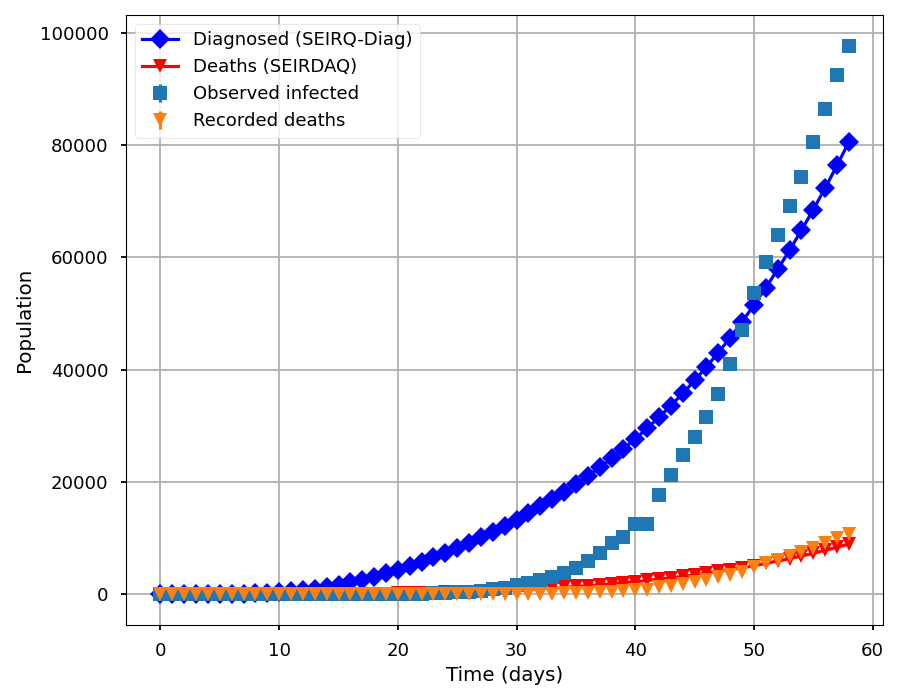 100000
80000
60000
40000
20000
0
Population
Diagnosed (SEIRQ-Diag)
Deaths (SEIRDAQ)
Observed infected
Recorded deaths
0 10 20 30 40 50 60
Time (days)